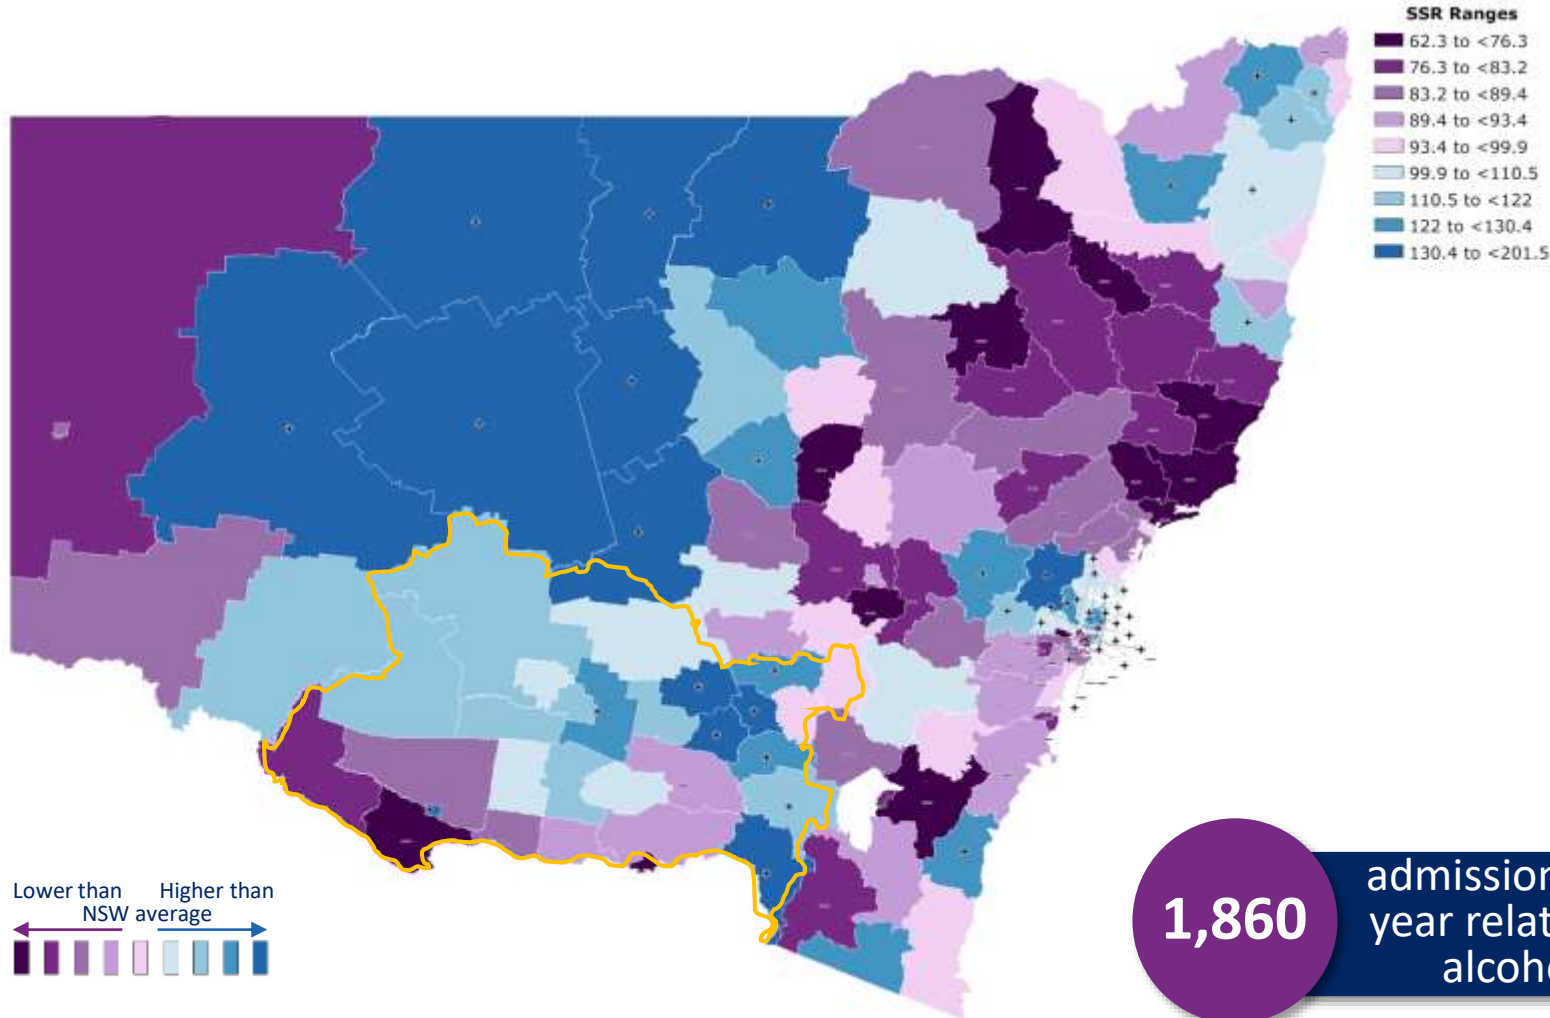 SSR Ranges
62.3 to <76.3
76.3 to <83.2
83.2 to <89.4
89.4 to <93.4
93.4 to <99.9
99.9 to <110.5
110.5 to <122
122 to <130.4
130.4 to <201.5
Lower than Higher than
NSW average
1,860
admission
year relat
alcoho